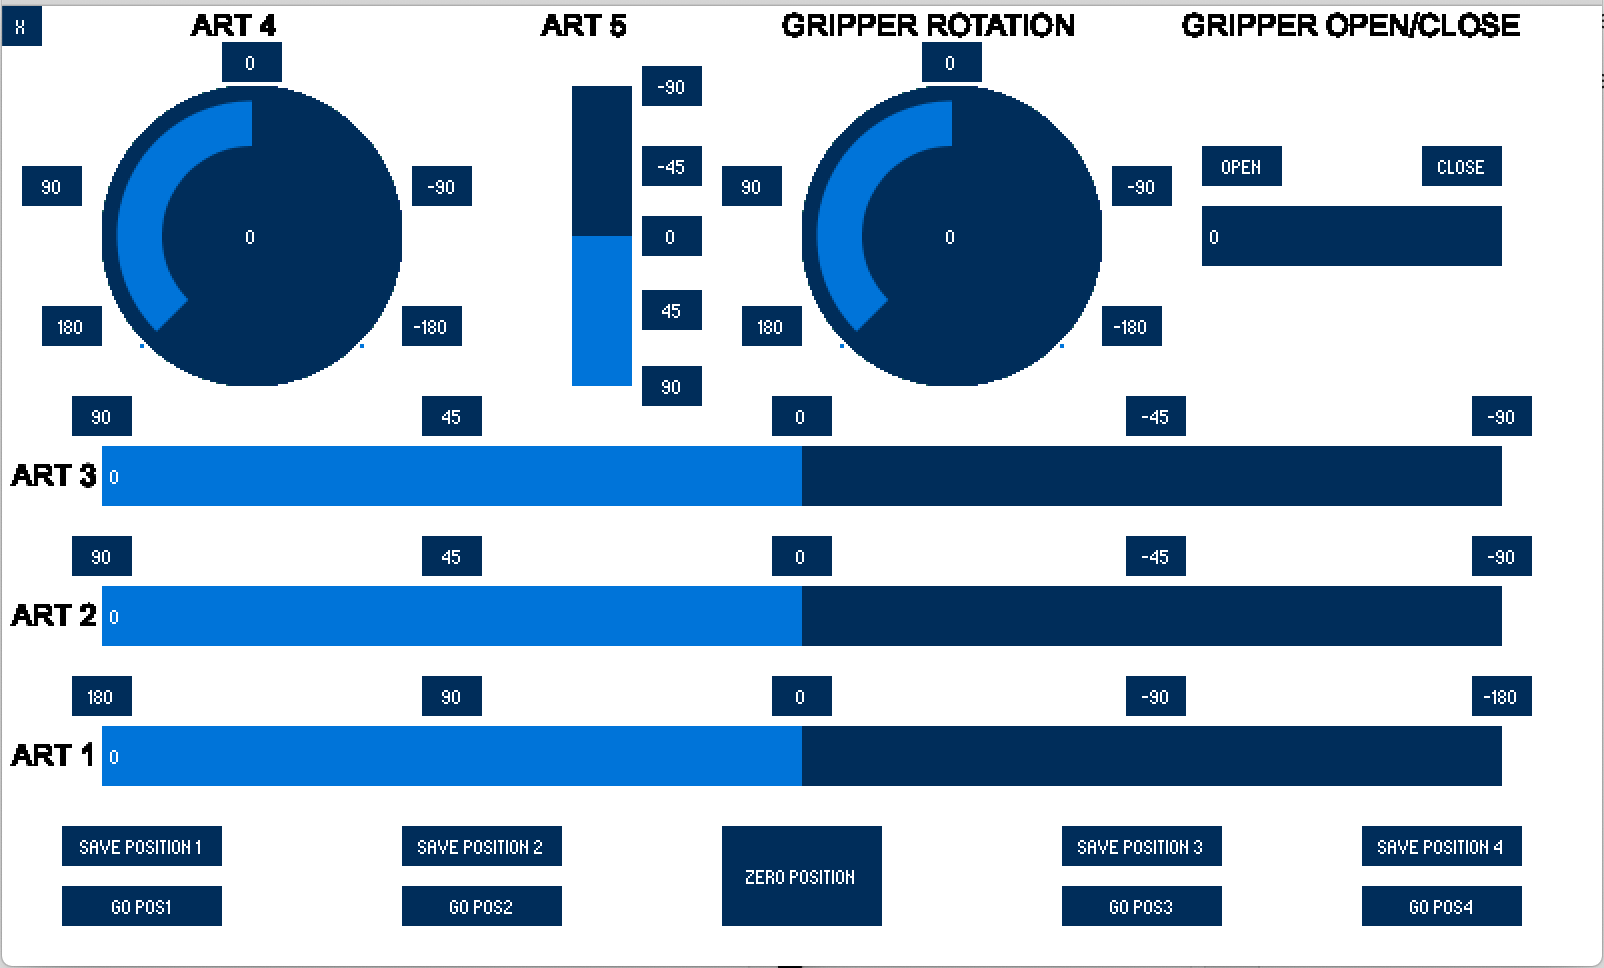 X
ART 4
ART 5
GRIPPER ROTATION
GRIPPER OPEN/CLOSE
0
90
-90
0
180
-180
-90
-45
0
45
90
0
90
-90
0
180
-180
OPEN
CLOSE
0
90
45
0
-45
-90
ART 3
0
90
45
0
-45
-90
ART 2
0
180
90
0
-90
-180
ART 1
0
SAVE POSITION 1
SAVE POSITION 2
ZERO POSITION
SAVE POSITION 3
SAVE POSITION 4
GO POS1
GO POS2
GO POS3
GO POS4